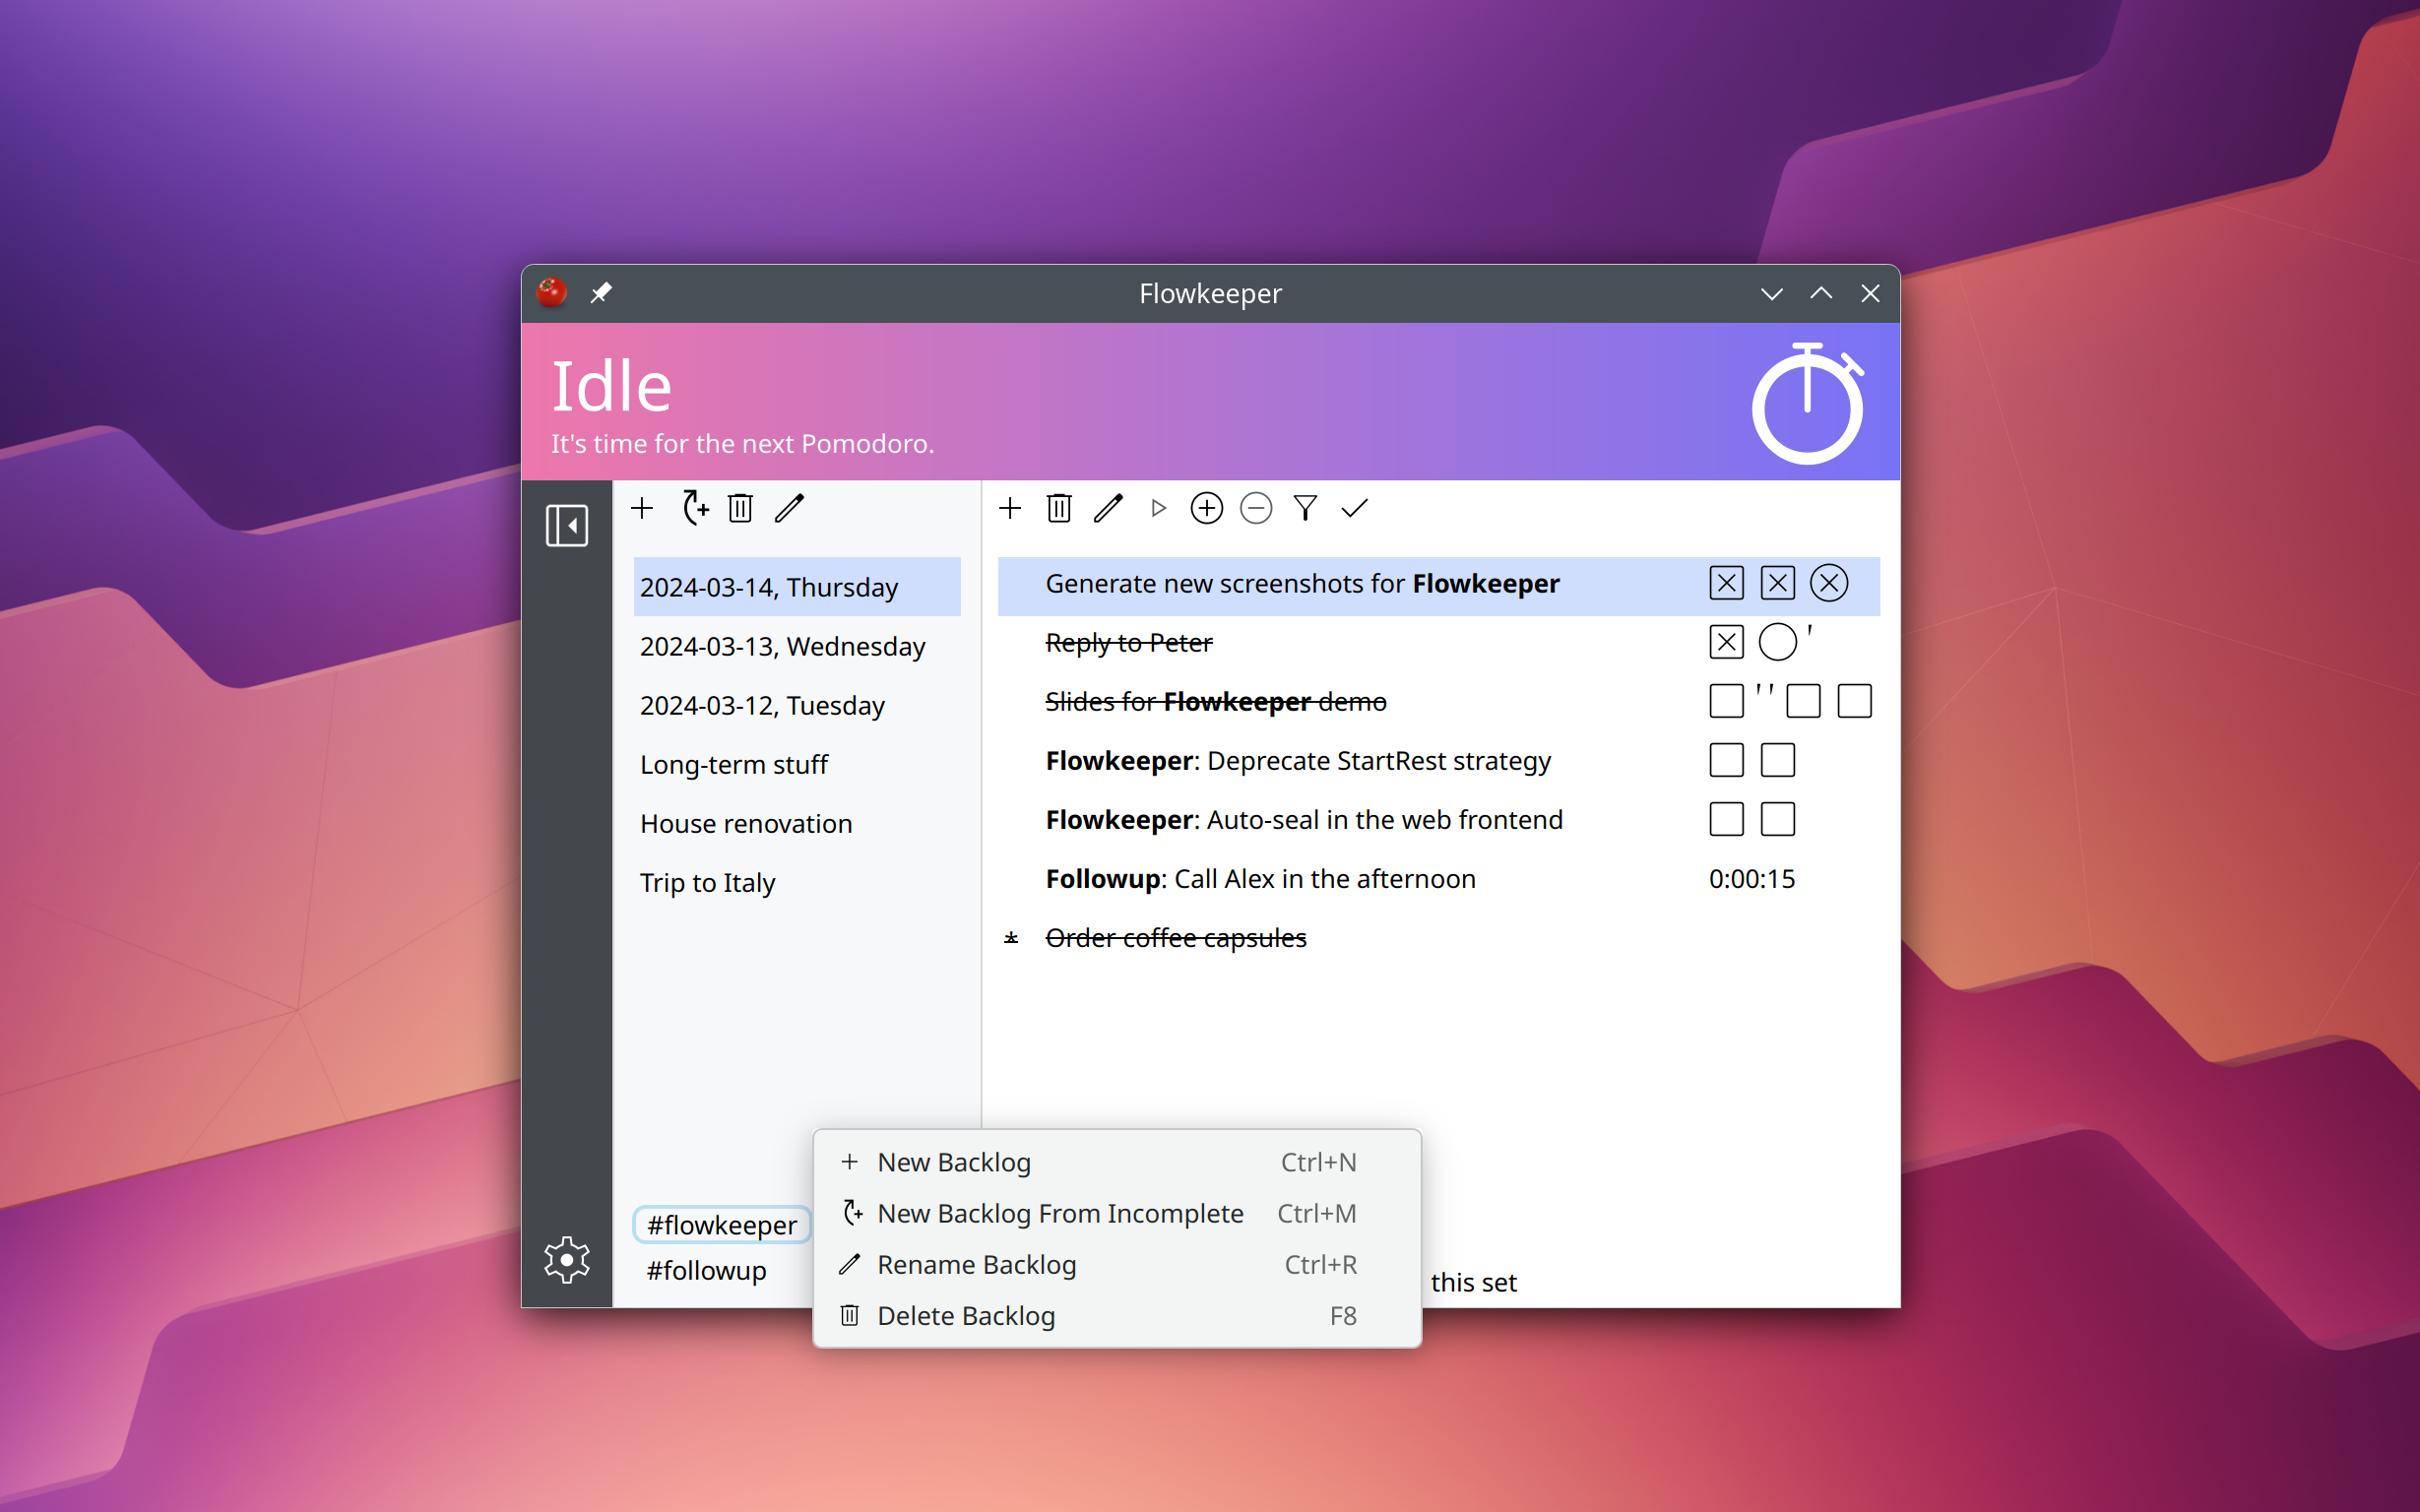 Flowkeeper
Idle
It's time for the next Pomodoro.
2024-03-14, Thursday
2024-03-13, Wednesday
2024-03-12, Tuesday
Long-term stuff
House renovation
Trip to Italy
#flowkeeper
#followup
Generate new screenshots for Flowkeeper
Reply to Peter '
Slides for Flowkeeper demo ' '
Flowkeeper: Deprecate StartRest strategy
Flowkeeper: Auto-seal in the web frontend
Followup: Call Alex in the afternoon 0:00:15
* Order coffee capsules
this set
New Backlog Ctrl+N
New Backlog From Incomplete Ctrl+M
Rename Backlog Ctrl+R
Delete Backlog F8